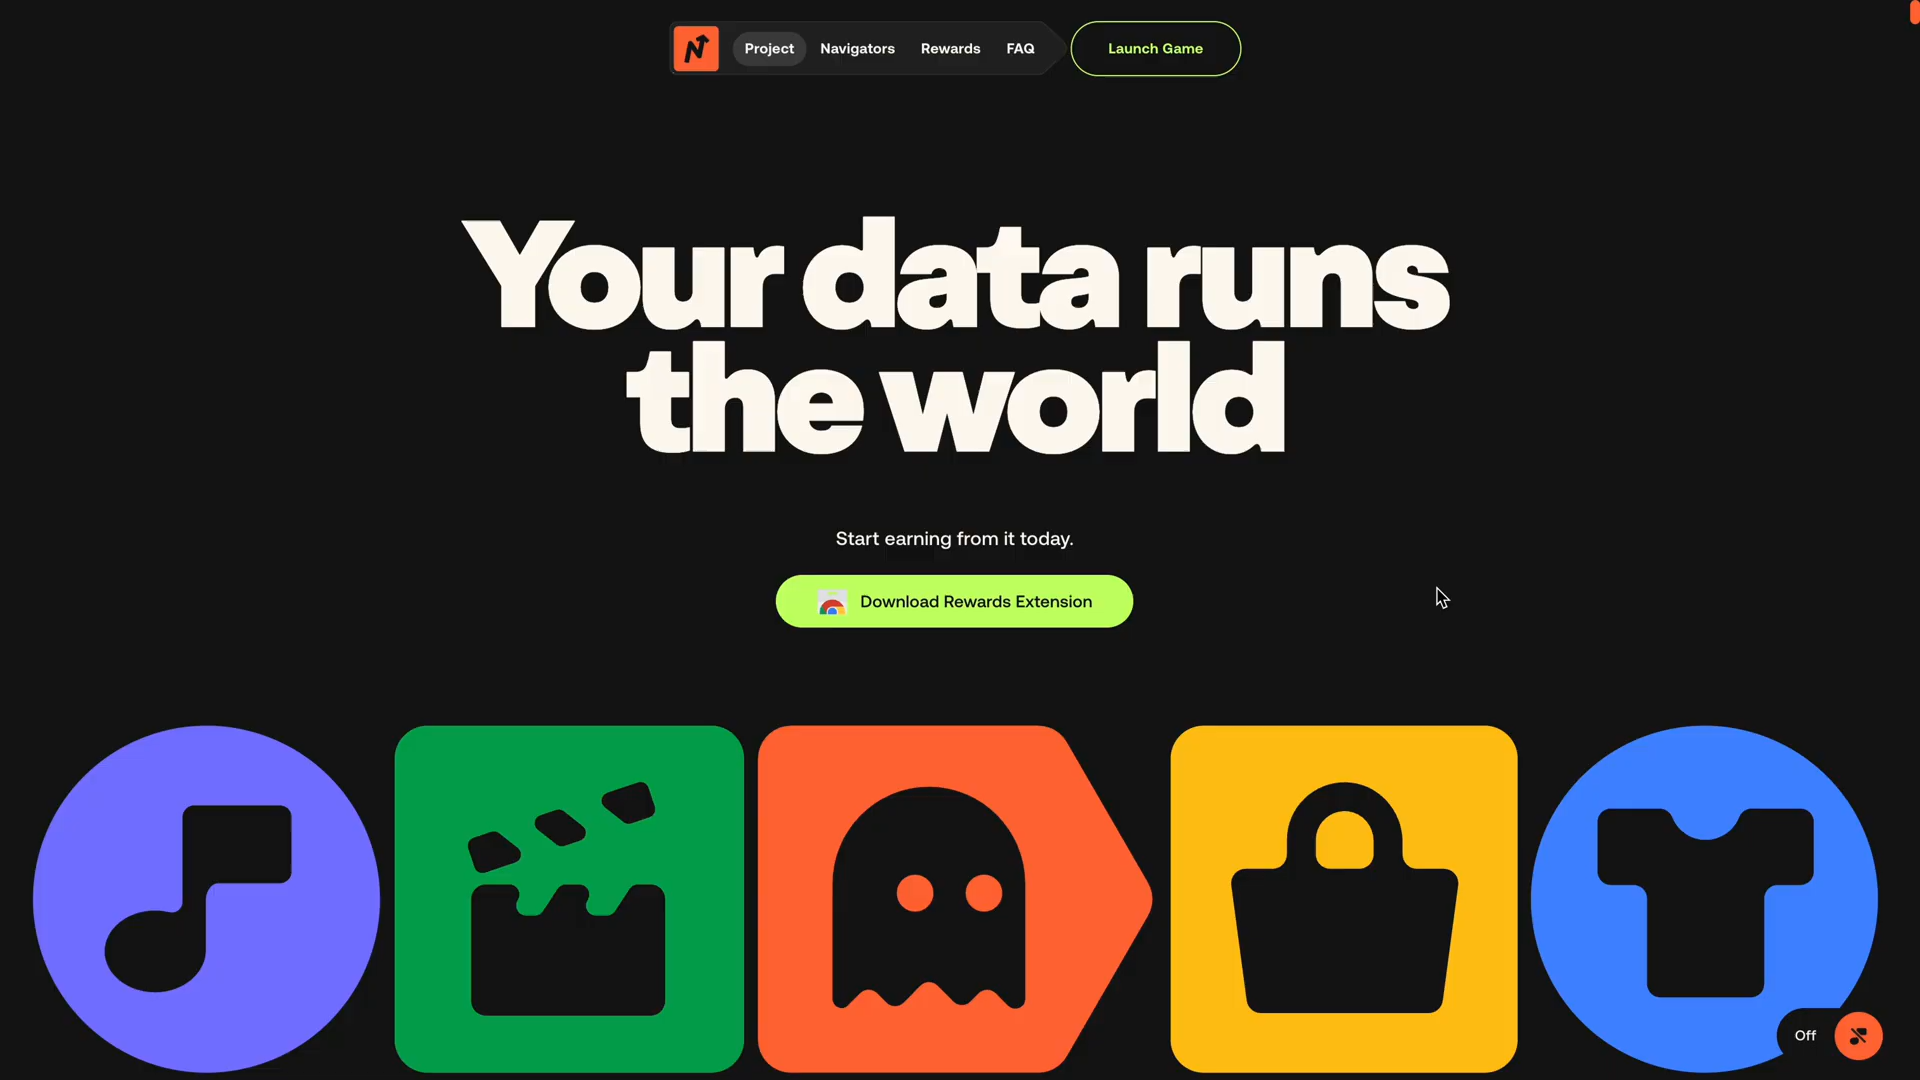 Project
Navigators
Rewards
FAQ
Launch Game
Your data runs
the world
Start earning from it today.
Download Rewards Extension
Off